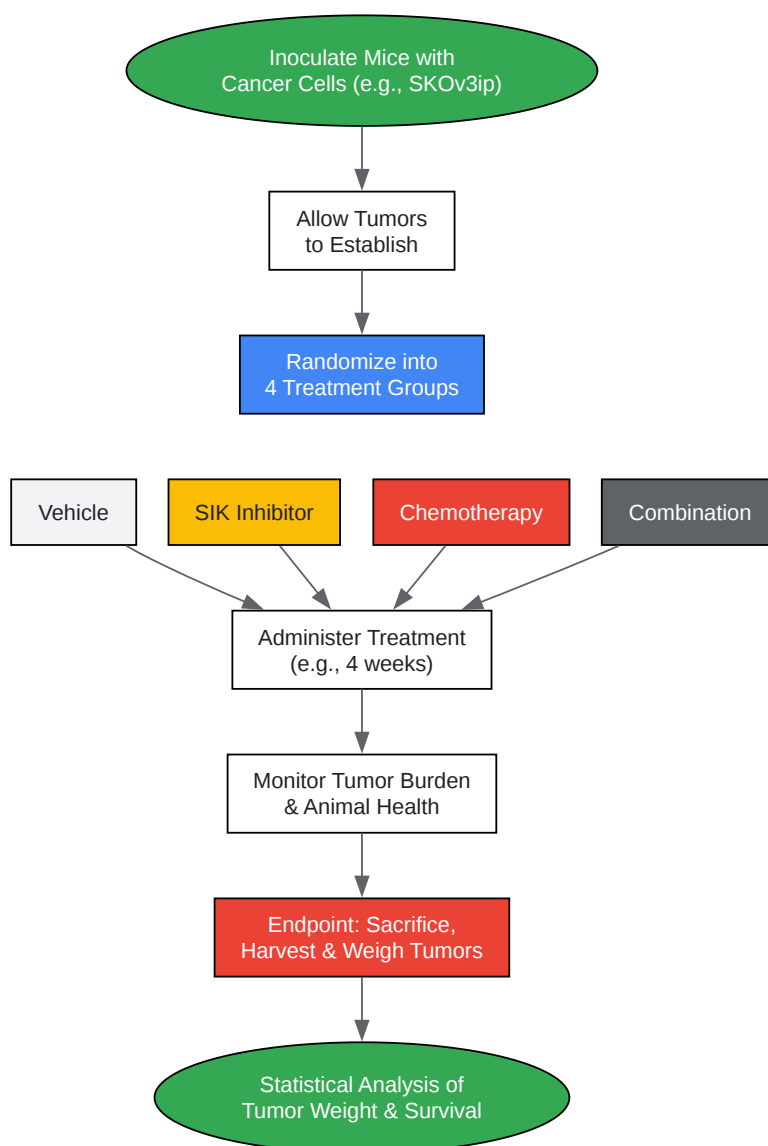 Inoculate Mice with
Cancer Cells (e.g., SKOv3ip)
Allow Tumors
to Establish
Randomize into
4 Treatment Groups
Vehicle
SIK Inhibitor
Chemotherapy
Combination
Administer Treatment
(e.g., 4 weeks)
Monitor Tumor Burden
& Animal Health
Endpoint: Sacrifice,
Harvest & Weigh Tumors
Statistical Analysis of
Tumor Weight & Survival